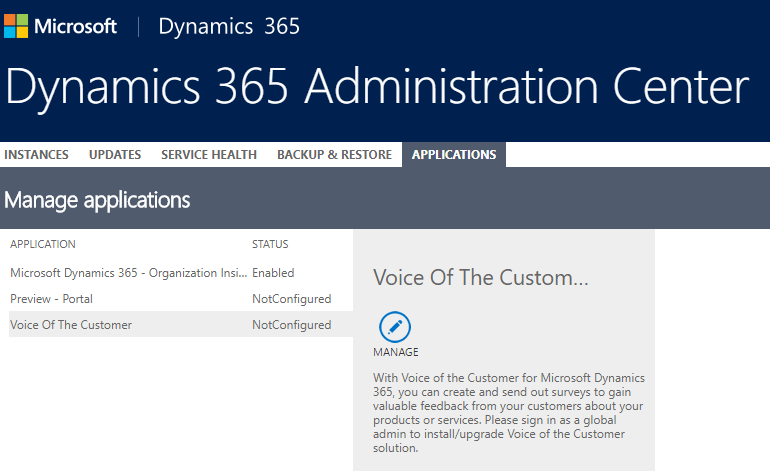 Microsoft Dynamics 365
Dynamics 365 Administration Center
INSTANCES UPDATES SERVICE HEALTH BACKUP & RESTORE APPLICATIONS
Manage applications
APPLICATION STATUS
Microsoft Dynamics 365 - Organization Insi... Enabled
Preview - Portal NotConfigured
Voice Of The Customer NotConfigured
Voice Of The Custom...
MANAGE
With Voice of the Customer for Microsoft Dynamics
365, you can create and send out surveys to gain
valuable feedback from your customers about your
products or services. Please sign in as a global
admin to install/upgrade Voice of the Customer
solution.